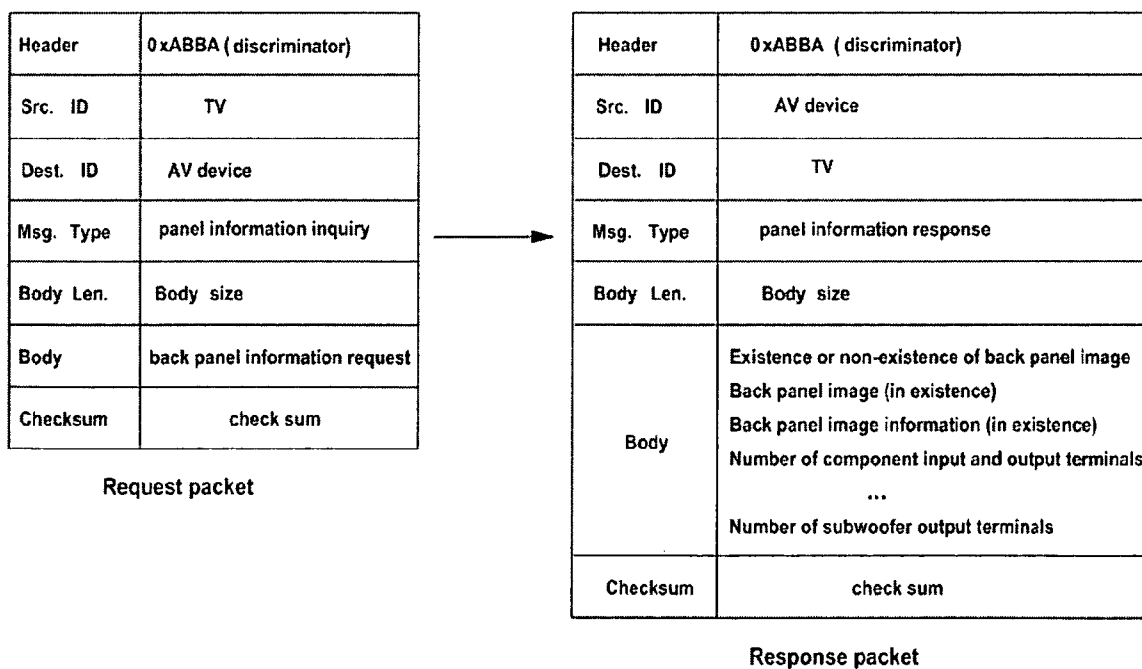 Header 0xABBA ( discriminator)
Src. ID TV
Dest. ID AV device
Msg. Type panel information inquiry
Body Len. Body size
Body back panel information request
Checksum check sum
Request packet
Header 0xABBA ( discriminator)
Src. ID AV device
Dest. ID TV
Msg. Type panel information response
Body Len. Body size
Body
Existence or non-existence of back panel image
Back panel image (in existence)
Back panel image information (in existence)
Number of component input and output terminals
...
Number of subwoofer output terminals
Checksum check sum
Response packet